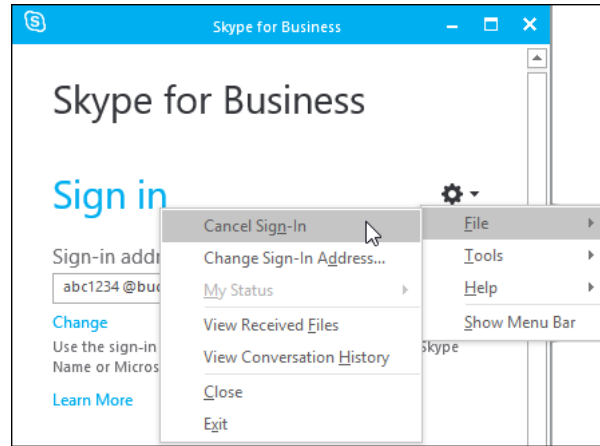 Skype for Business
Skype for Business
Sign in
Cancel Sign-In
File
Sign-in addr
Change Sign-In Address...
Tools
abc1234@buc
My Status
Help
Change
View Received Files
Show Menu Bar
Use the sign-in
Skype
View Conversation History
Name or Micros
Learn More
Close
Exit